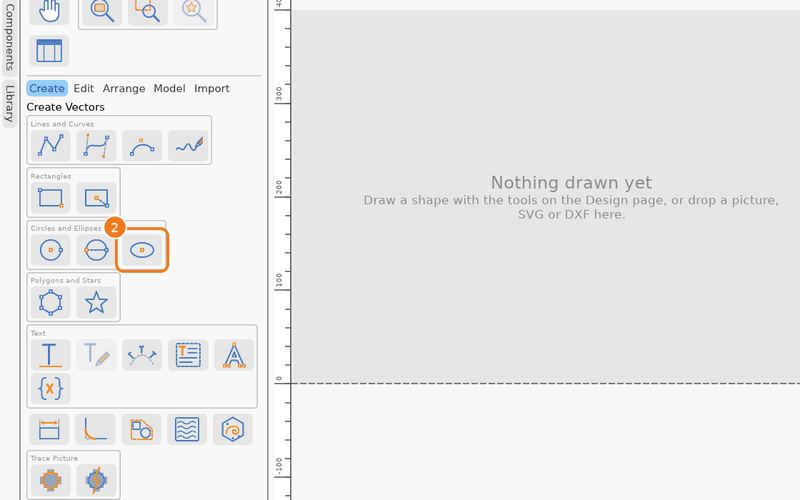 Components
Library
Create Edit Arrange Model Import
Create Vectors
Lines and Curves
Rectangles
Circles and Ellipses
2
Polygons and Stars
Text
T T T T A
{X}
Trace Picture
300
200
100
0
-100
Nothing drawn yet
Draw a shape with the tools on the Design page, or drop a picture,
SVG or DXF here.